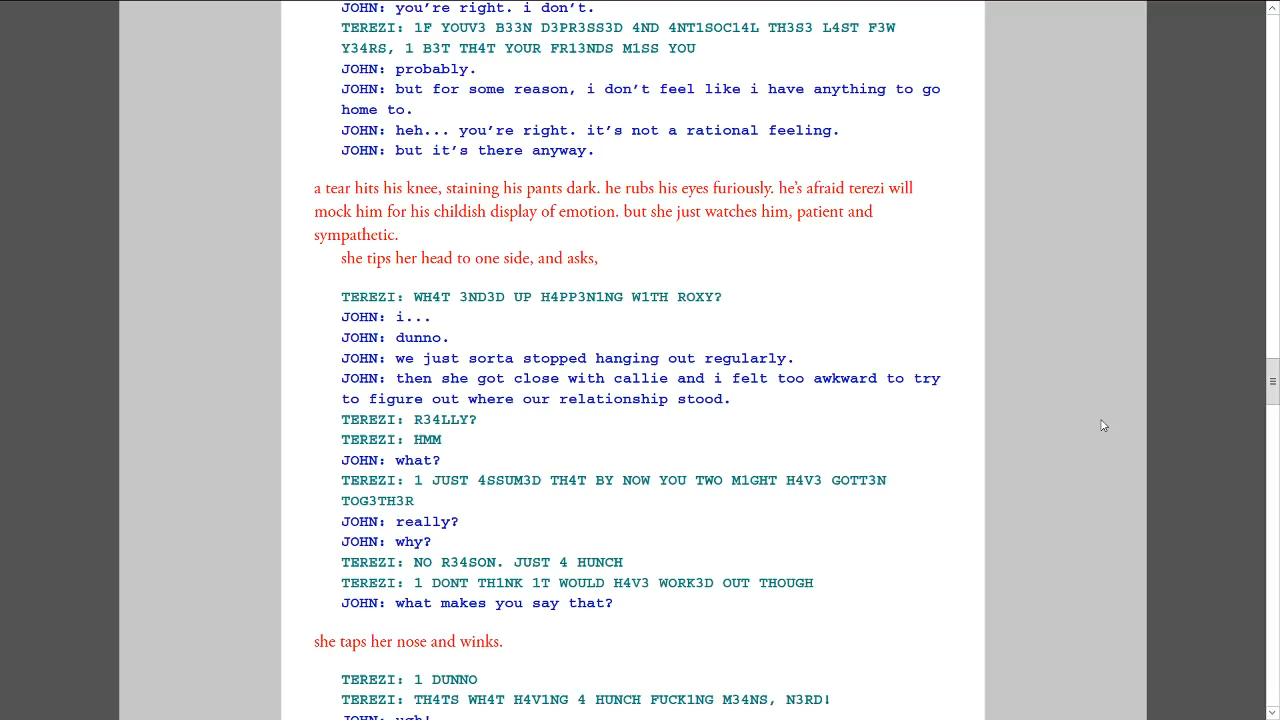 JOHN: you're right. i don't.
TEREZI: 1F YOUV3 B33N D3PR3SS3D 4ND 4NT1SOC14L TH3S3 L4ST F3W
Y34RS, 1 B3T TH4T YOUR FR13NDS M1SS YOU
JOHN: probably.
JOHN: but for some reason, i don't feel like i have anything to go
home to.
JOHN: heh... you're right. it's not a rational feeling.
JOHN: but it's there anyway.
a tear hits his knee, staining his pants dark. he rubs his eyes furiously. he's afraid terezi will
mock him for his childish display of emotion. but she just watches him, patient and
sympathetic.
she tips her head to one side, and asks,
TEREZI: WH4T 3ND3D UP H4PP3N1NG W1TH ROXY?
JOHN: i...
JOHN: dunno.
JOHN: we just sorta stopped hanging out regularly.
JOHN: then she got close with callie and i felt too awkward to try
to figure out where our relationship stood.
TEREZI: R34LLY?
TEREZI: HMM
JOHN: what?
TEREZI: 1 JUST 4SSUM3D TH4T BY NOW YOU TWO M1GHT H4V3 GOTT3N
TOG3TH3R
JOHN: really?
JOHN: why?
TEREZI: NO R34SON. JUST 4 HUNCH
TEREZI: 1 DONT TH1NK 1T WOULD H4V3 WORK3D OUT THOUGH
JOHN: what makes you say that?
she taps her nose and winks.
TEREZI: 1 DUNNO
TEREZI: TH4TS WH4T H4V1NG 4 HUNCH FUCK1NG M34NS, N3RD!
JOHN: ugh!